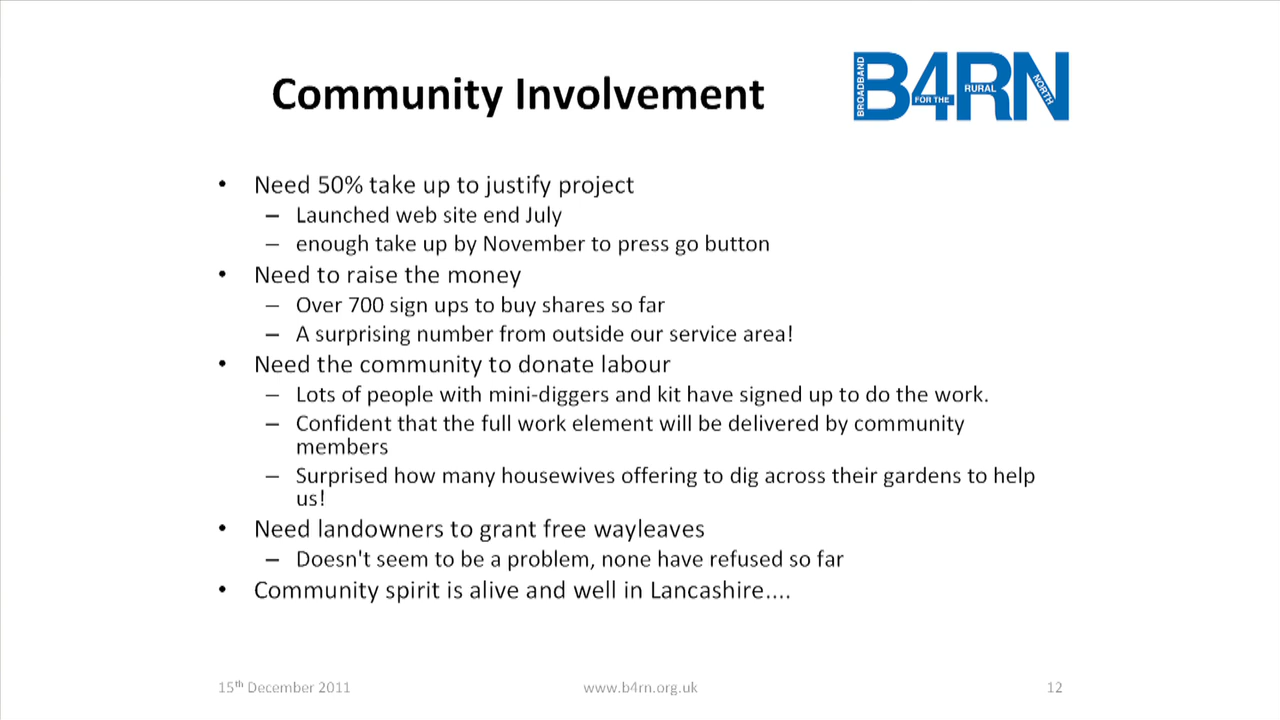 Community Involvement
BROADBAND
B4RN
FOR THE
RURAL
NORTH
• Need 50% take up to justify project
– Launched web site end July
– enough take up by November to press go button
• Need to raise the money
– Over 700 sign ups to buy shares so far
– A surprising number from outside our service area!
• Need the community to donate labour
– Lots of people with mini-diggers and kit have signed up to do the work.
– Confident that the full work element will be delivered by community
members
– Surprised how many housewives offering to dig across their gardens to help
us!
• Need landowners to grant free wayleaves
– Doesn't seem to be a problem, none have refused so far
• Community spirit is alive and well in Lancashire....
15th December 2011
www.b4rn.org.uk
12